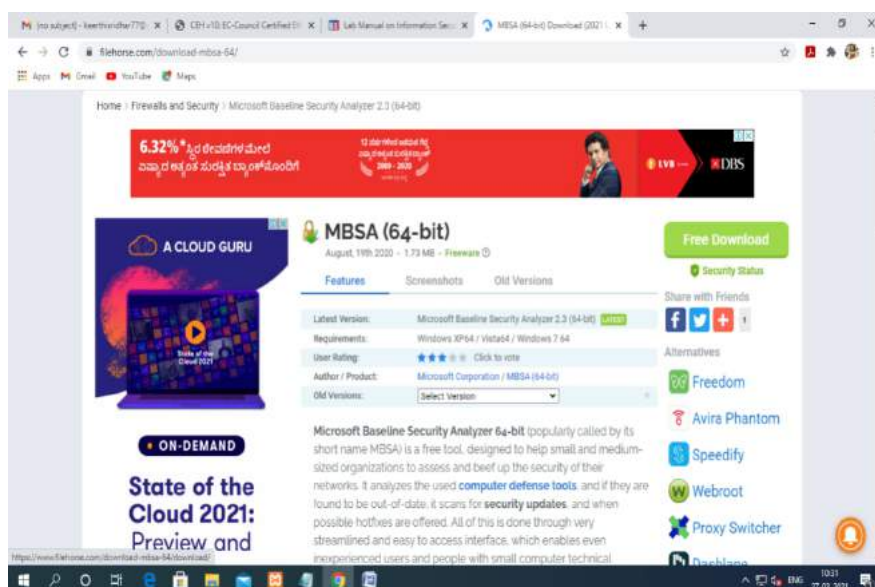 (no subject) - keerthiridhar77@
CEH v10: EC-Council Certified Et
Lab Manual on Information Secu
MBSA (64-bit) Download (2021 L
filehorse.com/download-mbsa-64/
Apps Gmail YouTube Maps
Home > Firewalls and Security > Microsoft Baseline Security Analyzer 2.3 (64-bit)
6.32%*
2009 - 2020
LVB
DBS
A CLOUD GURU
State of the
Cloud 2021
ON-DEMAND
State of the
Cloud 2021:
Preview and
MBSA (64-bit)
August, 19th 2020 - 1.73 MB - Freeware
Features Screenshots Old Versions
Latest Version: Microsoft Baseline Security Analyzer 2.3 (64-bit) LATEST
Requirements: Windows XP64 / Vista64 / Windows 7 64
User Rating: Click to vote
Author / Product: Microsoft Corporation / MBSA (64-bit)
Old Versions: Select Version
Microsoft Baseline Security Analyzer 64-bit (popularly called by its
short name MBSA) is a free tool, designed to help small and medium-
sized organizations to assess and beef up the security of their
networks. It analyzes the used computer defense tools, and if they are
found to be out-of-date, it scans for security updates, and when
possible hotfixes are offered. All of this is done through very
streamlined and easy to access interface, which enables even
inexperienced users and people with small computer technical
Free Download
Security Status
Share with Friends
1
Alternatives
Freedom
Avira Phantom
Speedify
Webroot
Proxy Switcher
Dashlane
https://www.filehorse.com/download-mbsa-64/download/
ENG
10:31
27-03-2021